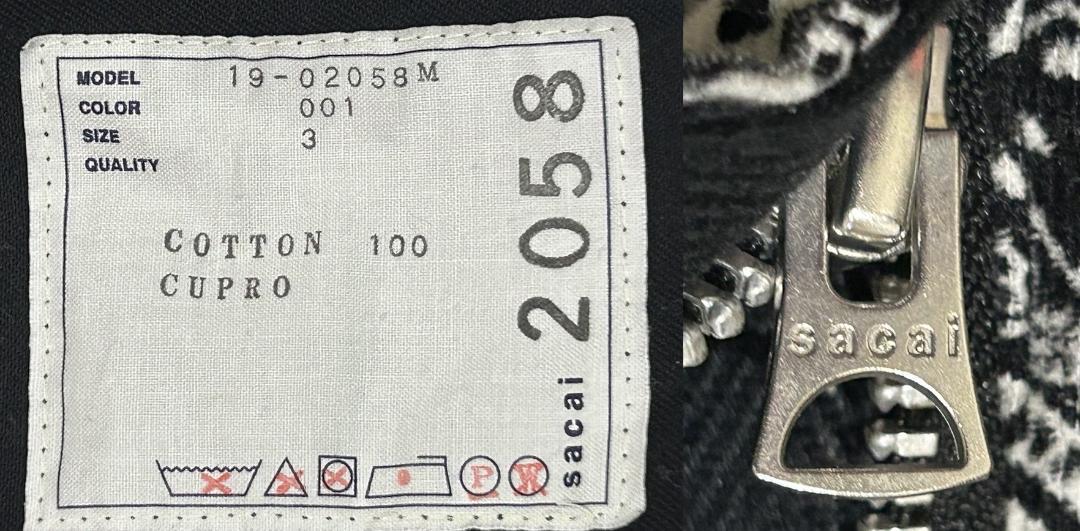 MODEL 19-02058M
COLOR 001
SIZE 3
QUALITY
COTTON 100
CUPRO
P W
sacai 2058
sacai